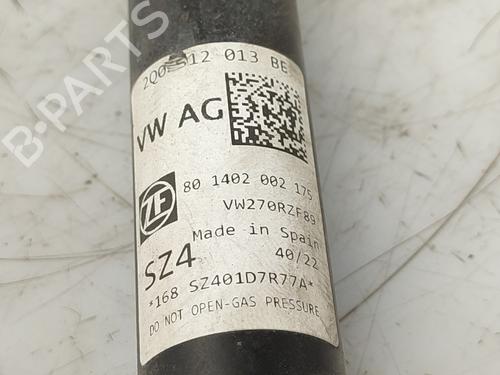 2Q0 512 013 BE
VW AG
ZF
80 1402 002 175
VW270RZF89
Made in Spain
SZ4
40/22
*168 SZ401D7R77A*
DO NOT OPEN-GAS PRESSURE
B-PARTS